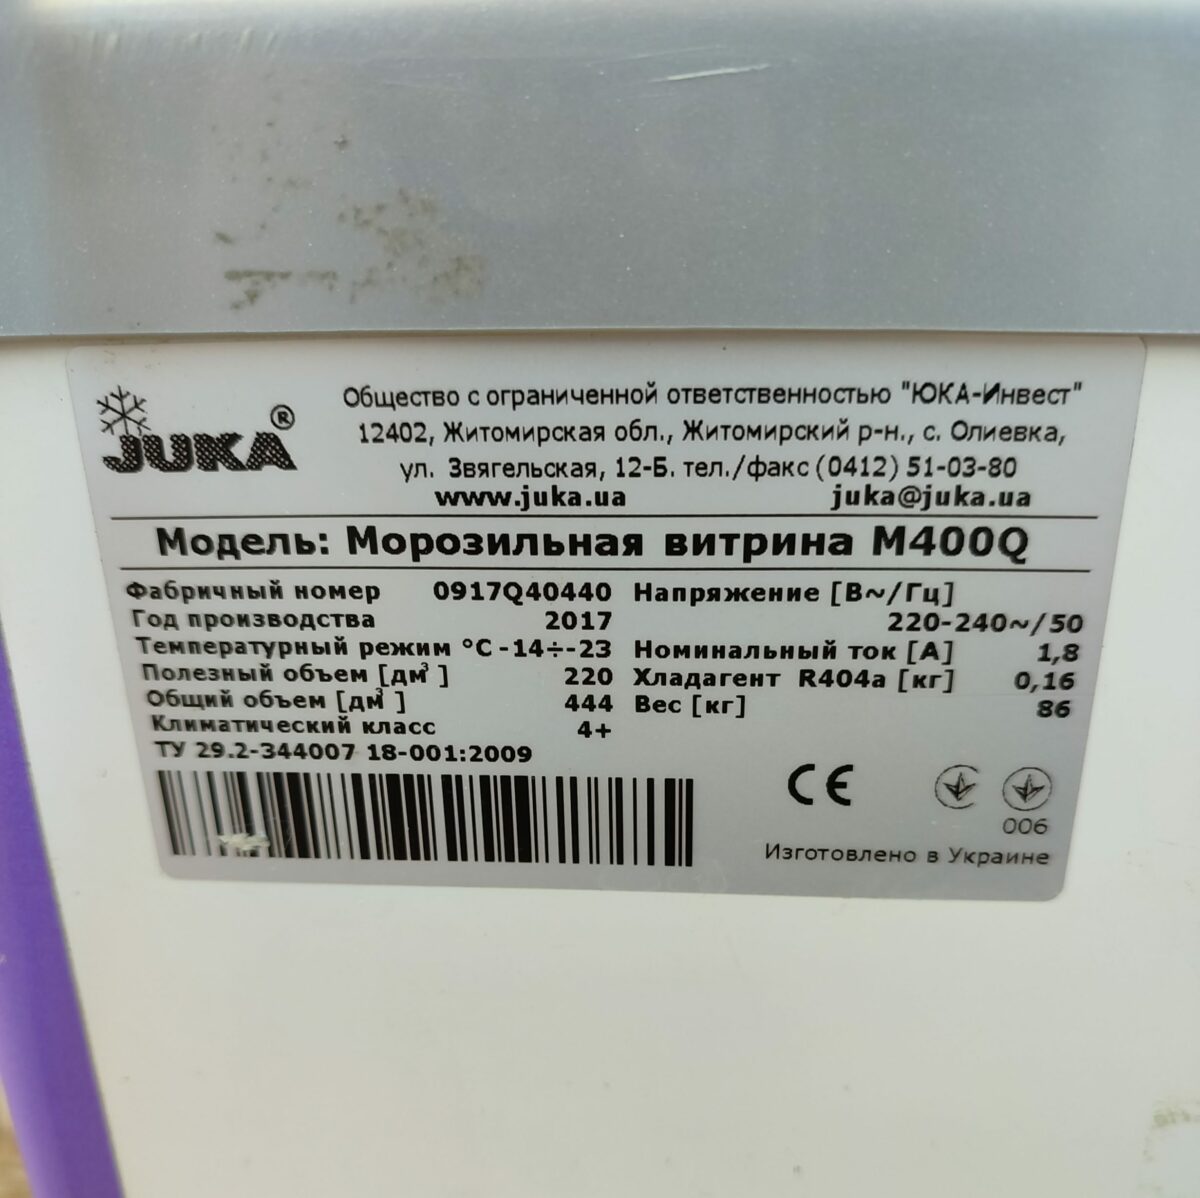 JUKA®
Общество с ограниченной ответственностью "ЮКА-Инвест"
12402, Житомирская обл., Житомирский р-н., с. Олиевка,
ул. Звягельская, 12-Б. тел./факс (0412) 51-03-80
www.juka.ua juka@juka.ua
Модель: Морозильная витрина M400Q
Фабричный номер 0917Q40440
Год производства 2017
Температурный режим °C -14÷-23
Полезный объем [дм³ ] 220
Общий объем [дм³ ] 444
Климатический класс 4+
ТУ 29.2-344007 18-001:2009
Напряжение [В~/Гц]
220-240~/50
Номинальный ток [А] 1,8
Хладагент R404a [кг] 0,16
Вес [кг] 86
CE
006
Изготовлено в Украине